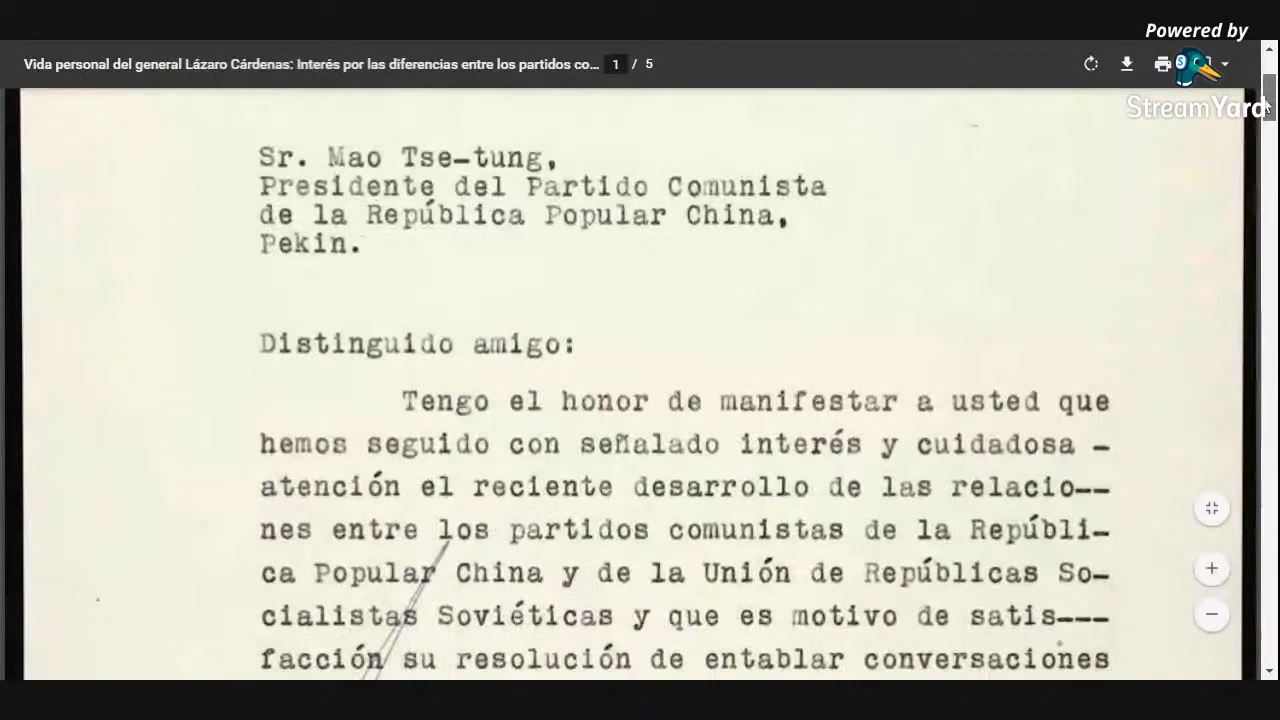 Powered by
Vida personal del general Lázaro Cárdenas: Interés por las diferencias entre los partidos co... 1 / 5
StreamYard
Sr. Mao Tse-tung,
Presidente del Partido Comunista
de la República Popular China,
Pekin.
Distinguido amigo:
Tengo el honor de manifestar a usted que
hemos seguido con señalado interés y cuidadosa -
atención el reciente desarrollo de las relacio--
nes entre los partidos comunistas de la Repúbli-
ca Popular China y de la Unión de Repúblicas So-
cialistas Soviéticas y que es motivo de satis---
facción su resolución de entablar conversaciones